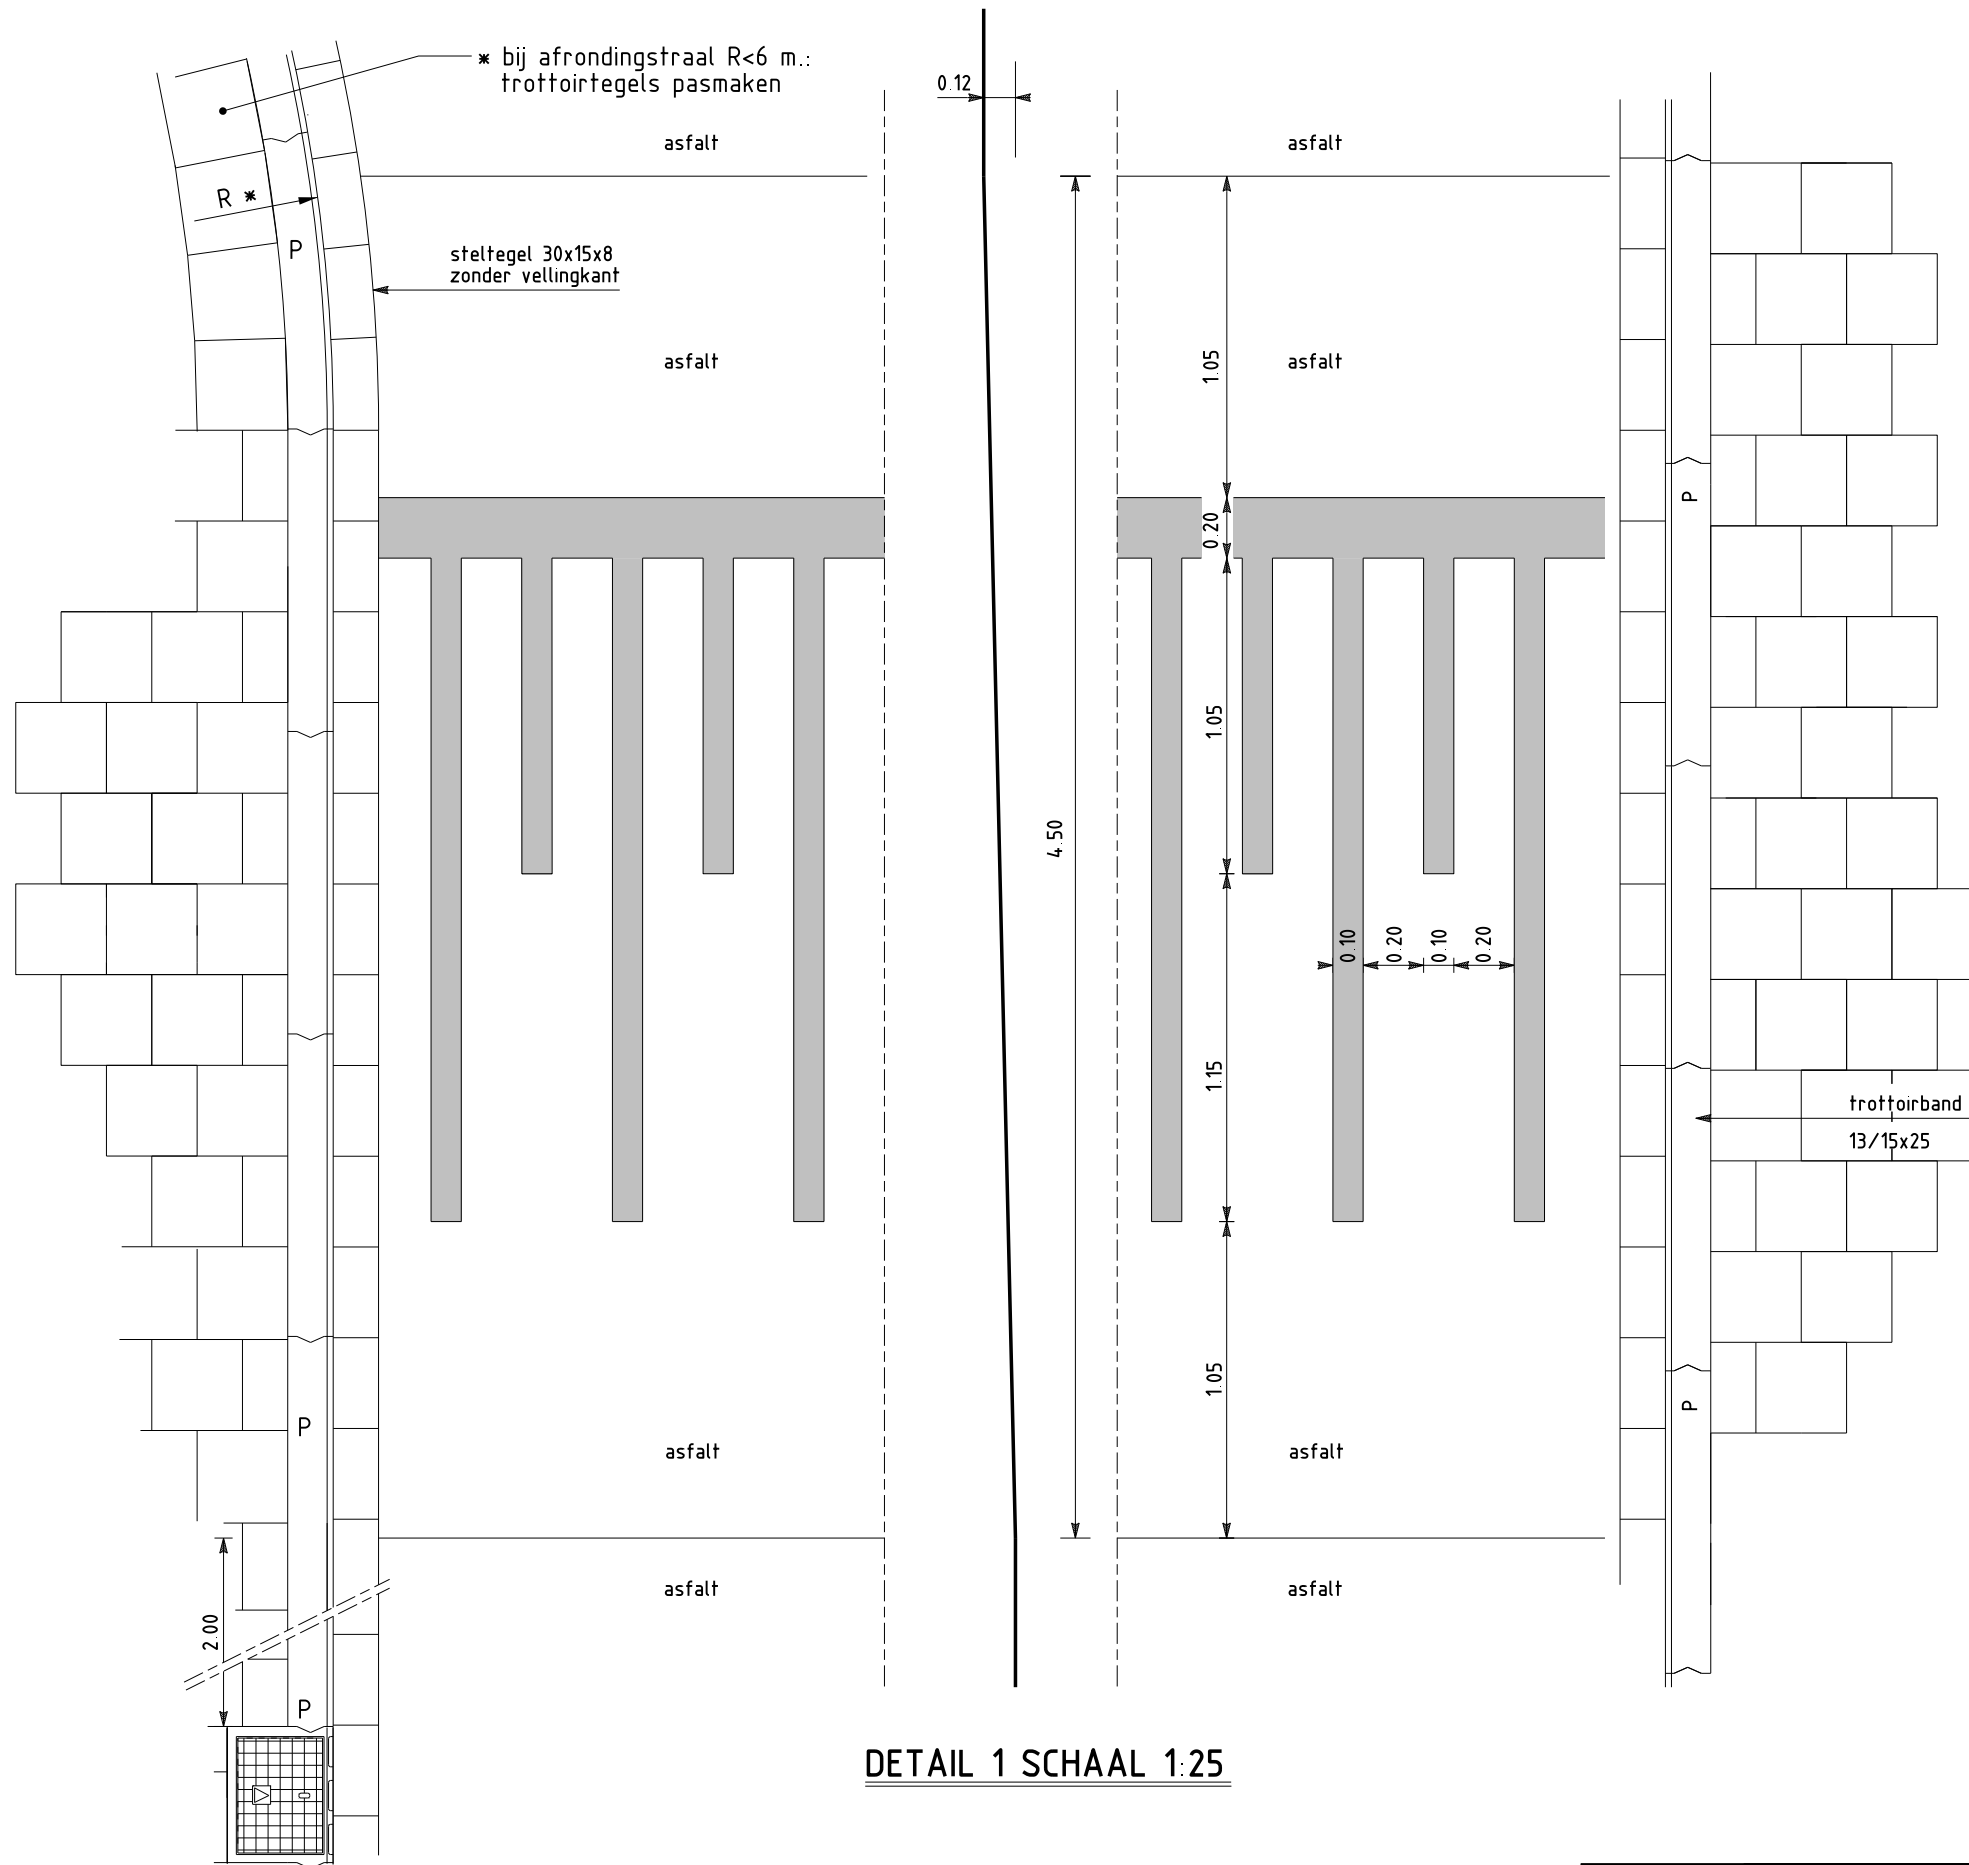 * bij afrondingstraal R<6 m.:
trottoirtegels pasmaken
0.12
asfalt
asfalt
R *
P
steltegel 30x15x8
zonder vellingkant
asfalt
asfalt
1.05
P
0.20
1.05
4.50
0.10
0.20
0.10
0.20
1.15
trottoirband
13/15x25
1.05
P
P
asfalt
asfalt
asfalt
asfalt
2.00
P
DETAIL 1 SCHAAL 1:25